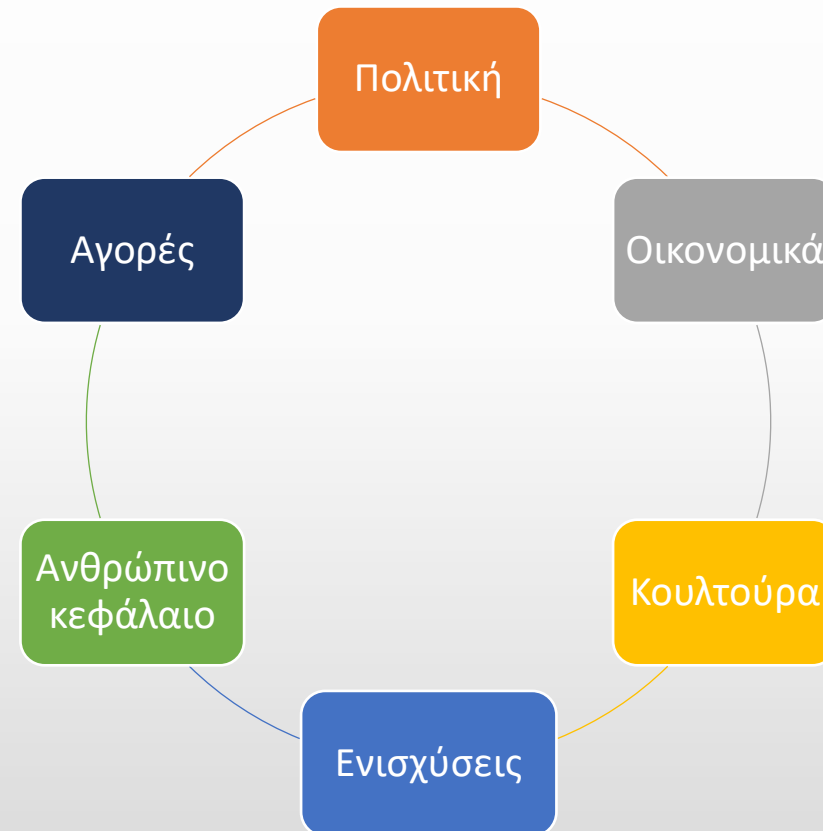 Πολιτική
Αγορές
Οικονομικά
Ανθρώπινο
κεφάλαιο
Κουλτούρα
Ενισχύσεις